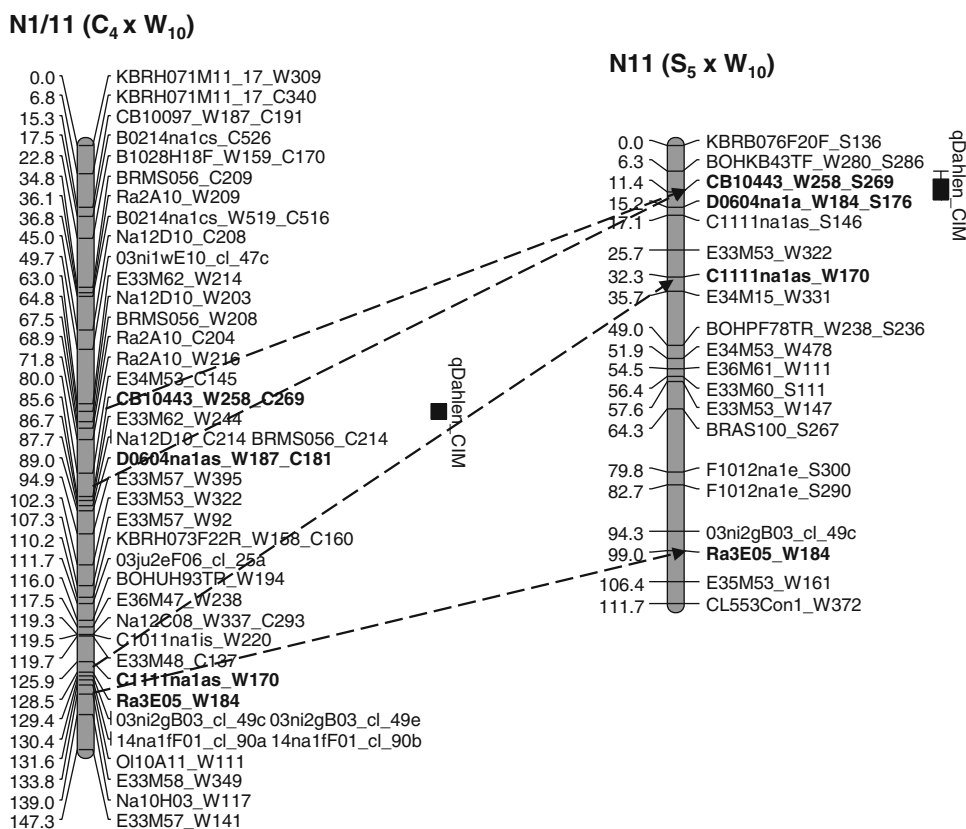 N1/11 (C4 x W10)
0.0 KBRH071M11_17_W309
6.8 KBRH071M11_17_C340
15.3 CB10097_W187_C191
17.5 B0214na1cs_C526
22.8 B1028H18F_W159_C170
34.8 BRMS056_C209
36.1 Ra2A10_W209
36.8 B0214na1cs_W519_C516
45.0 Na12D10_C208
49.7 03ni1wE10_cl_47c
63.0 E33M62_W214
64.8 Na12D10_W203
67.5 BRMS056_W208
68.9 Ra2A10_C204
71.8 Ra2A10_W216
80.0 E34M53_C145
85.6 CB10443_W258_C269
86.7 E33M62_W244
87.7 Na12D10_C214 BRMS056_C214
89.0 D0604na1as_W187_C181
94.9 E33M57_W395
102.3 E33M53_W322
107.3 E33M57_W92
110.2 KBRH073F22R_W158_C160
111.7 03ju2eF06_cl_25a
116.0 BOHUH93TR_W194
117.5 E36M47_W238
119.3 Na12C08_W337_C293
119.5 C1011na1is_W220
119.7 E33M48_C137
125.9 C1111na1as_W170
128.5 Ra3E05_W184
129.4 03ni2gB03_cl_49c 03ni2gB03_cl_49e
130.4 14na1fF01_cl_90a 14na1fF01_cl_90b
131.6 Ol10A11_W111
133.8 E33M58_W349
139.0 Na10H03_W117
147.3 E33M57_W141
qDahlen_CIM
N11 (S5 x W10)
0.0 KBRB076F20F_S136
6.3 BOHKB43TF_W280_S286
11.4 CB10443_W258_S269
15.2 D0604na1a_W184_S176
17.1 C1111na1as_S146
25.7 E33M53_W322
32.3 C1111na1as_W170
35.7 E34M15_W331
49.0 BOHPF78TR_W238_S236
51.9 E34M53_W478
54.5 E36M61_W111
56.4 E33M60_S111
57.6 E33M53_W147
64.3 BRAS100_S267
79.8 F1012na1e_S300
82.7 F1012na1e_S290
94.3 03ni2gB03_cl_49c
99.0 Ra3E05_W184
106.4 E35M53_W161
111.7 CL553Con1_W372
qDahlen_CIM